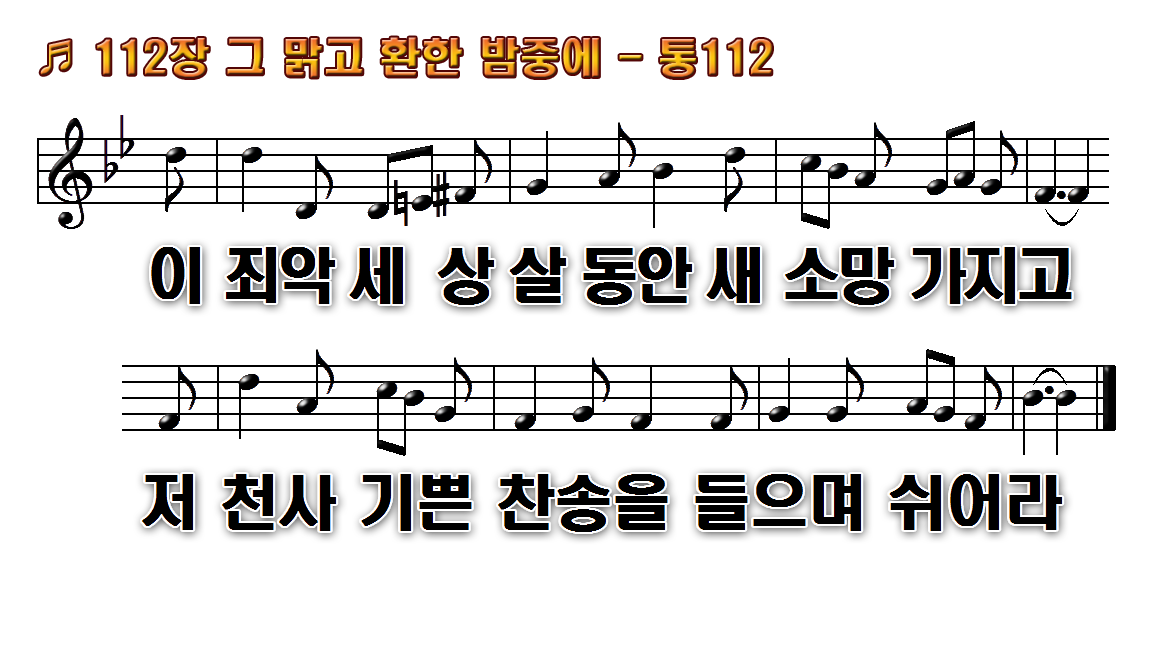 112장 그 맑고 환한 밤중에 - 통112
이 죄악 세 상 살 동안 새 소망 가지고
저 천사 기쁜 찬송을 들으며 쉬어라